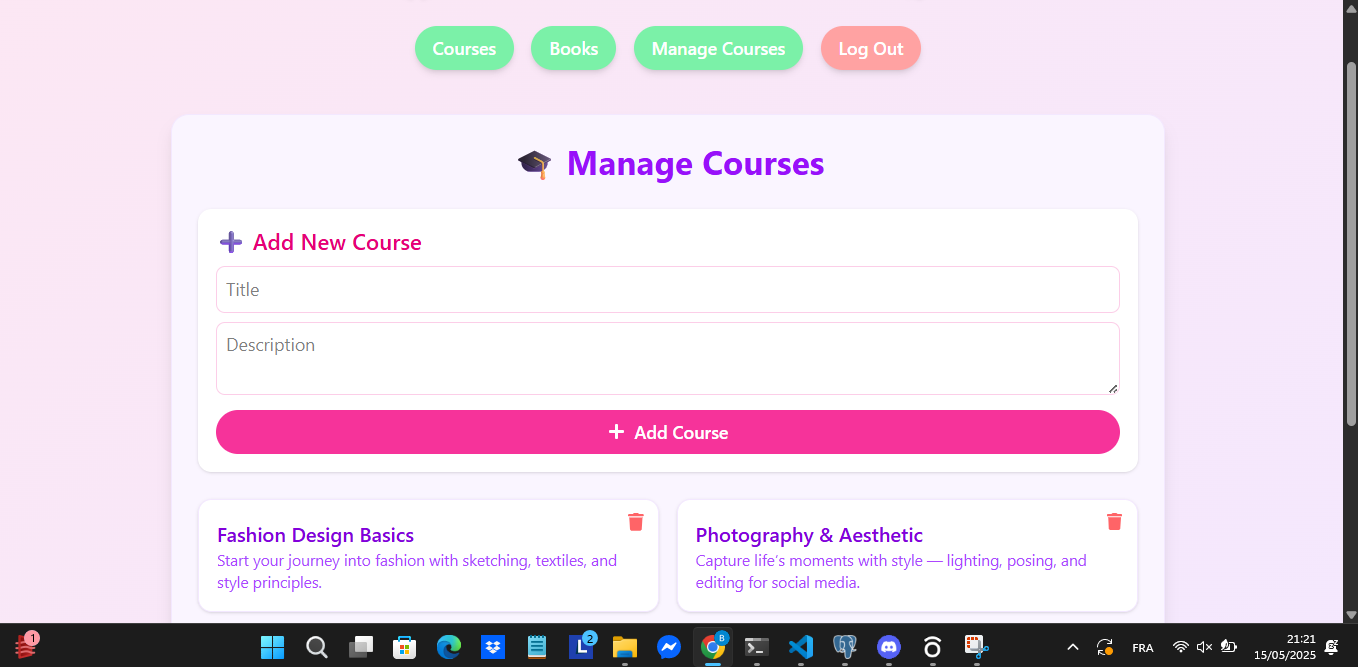 Courses
Books
Manage Courses
Log Out
🎓 Manage Courses
➕ Add New Course
Title
Description
+ Add Course
Fashion Design Basics
Start your journey into fashion with sketching, textiles, and
style principles.
Photography & Aesthetic
Capture life’s moments with style — lighting, posing, and
editing for social media.
1
L
2
B
FRA
21:21
15/05/2025